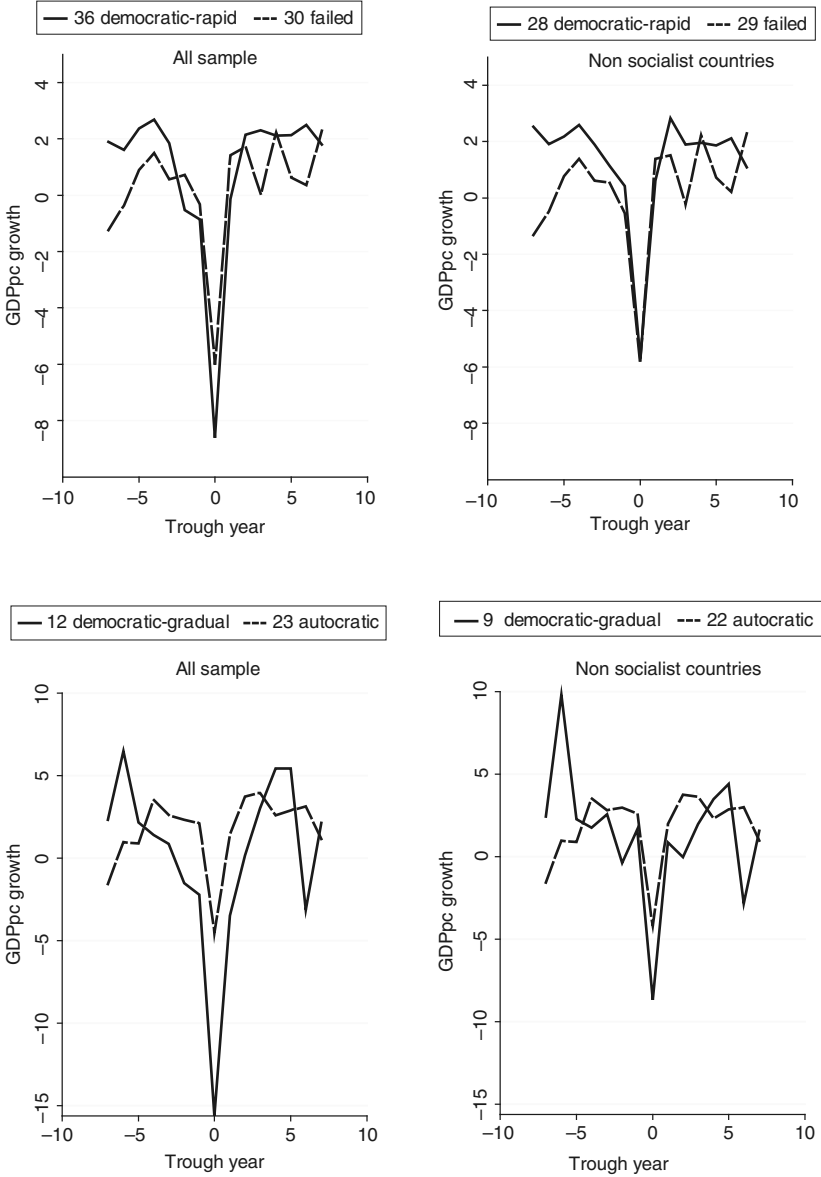 36 democratic-rapid 30 failed
All sample
4
2
0
−2
−4
−6
−8
GDPpc growth
−10 −5 0 5 10
Trough year
28 democratic-rapid 29 failed
Non socialist countries
4
2
0
−2
−4
−6
−8
GDPpc growth
−10 −5 0 5 10
Trough year
12 democratic-gradual 23 autocratic
All sample
10
5
0
−5
−10
−15
GDPpc growth
−10 −5 0 5 10
Trough year
9 democratic-gradual 22 autocratic
Non socialist countries
10
5
0
−5
−10
−15
GDPpc growth
−10 −5 0 5 10
Trough year